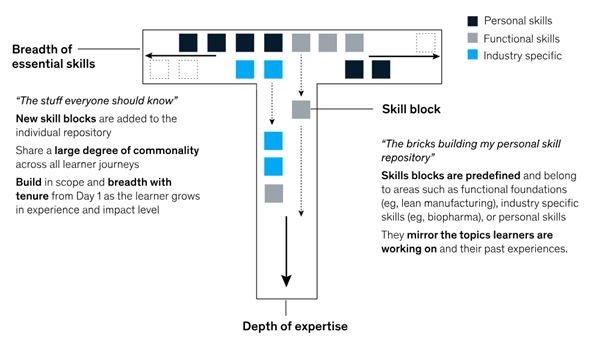 Personal skills
Functional skills
Industry specific
Breadth of
essential skills
"The stuff everyone should know"
New skill blocks are added to the
individual repository
Share a large degree of commonality
across all learner journeys
Build in scope and breadth with
tenure from Day 1 as the learner grows
in experience and impact level
Skill block
"The bricks building my personal skill
repository"
Skills blocks are predefined and belong
to areas such as functional foundations
(eg, lean manufacturing), industry specific
skills (eg, biopharma), or personal skills
They mirror the topics learners are
working on and their past experiences.
Depth of expertise